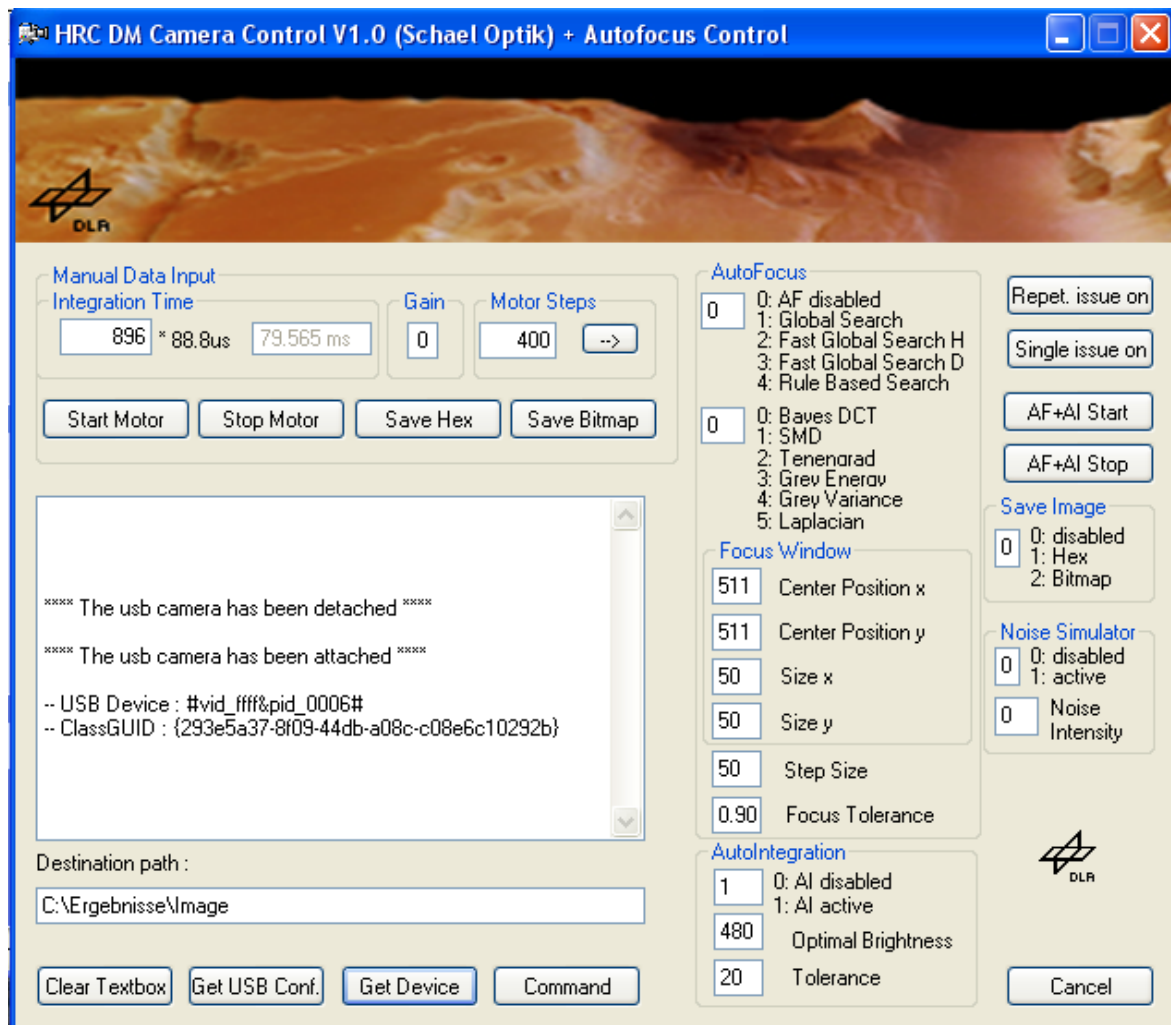 HRC DM Camera Control V1.0 (Schael Optik) + Autofocus Control
DLR
Manual Data Input
Integration Time
896 * 88.8us 79.565 ms
Gain
0
Motor Steps
400 -->
Start Motor Stop Motor Save Hex Save Bitmap
**** The usb camera has been detached ****
**** The usb camera has been attached ****
-- USB Device : #vid_ffff&pid_0006#
-- ClassGUID : {293e5a37-8f09-44db-a08c-c08e6c10292b}
Destination path :
C:\Ergebnisse\Image
Clear Textbox Get USB Conf. Get Device Command
AutoFocus
0
0: AF disabled
1: Global Search
2: Fast Global Search H
3: Fast Global Search D
4: Rule Based Search
0
0: Bayes DCT
1: SMD
2: Tenengrad
3: Grey Energy
4: Grey Variance
5: Laplacian
Focus Window
511 Center Position x
511 Center Position y
50 Size x
50 Size y
50 Step Size
0.90 Focus Tolerance
AutoIntegration
1
0: AI disabled
1: AI active
480 Optimal Brightness
20 Tolerance
Repet. issue on
Single issue on
AF+AI Start
AF+AI Stop
Save Image
0
0: disabled
1: Hex
2: Bitmap
Noise Simulator
0
0: disabled
1: active
0 Noise
Intensity
DLR
Cancel